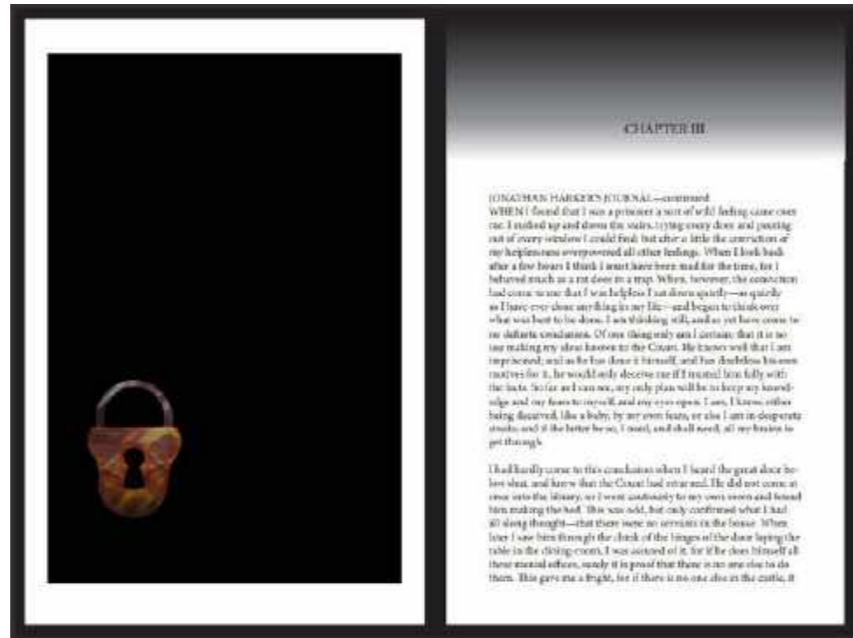 CHAPTER III
JONATHAN HARKER'S JOURNAL—continued
WHEN I found that I was a prisoner a sort of wild feeling came over
me. I rushed up and down the stairs, trying every door and peering
out of every window I could find; but after a little the conviction of
my helplessness overpowered all other feelings. When I look back
after a few hours I think I must have been mad for the time, for I
behaved much as a rat does in a trap. When, however, the conviction
had come to me that I was helpless I sat down quietly—as quietly
as I have ever done anything in my life—and began to think over
what was best to be done. I am thinking still, and as yet have come to
no definite conclusion. Of one thing only am I certain; that it is no
use making my ideas known to the Count. He knows well that I am
imprisoned; and as he has done it himself, and has doubtless his own
motives for it, he would only deceive me if I trusted him fully with
the facts. So far as I can see, my only plan will be to keep my knowl-
edge and my fears to myself, and my eyes open. I am, I know, either
being deceived, like a baby, by my own fears, or else I am in desperate
straits; and if the latter be so, I need, and shall need, all my brains to
get through.
I had hardly come to this conclusion when I heard the great door be-
low shut, and knew that the Count had returned. He did not come at
once into the library, so I went cautiously to my own room and found
him making the bed. This was odd, but only confirmed what I had
all along thought—that there were no servants in the house. When
later I saw him through the chink of the hinges of the door laying the
table in the dining-room, I was assured of it; for if he does himself all
these menial offices, surely it is proof that there is no one else to do
them. This gave me a fright, for if there is no one else in the castle, it